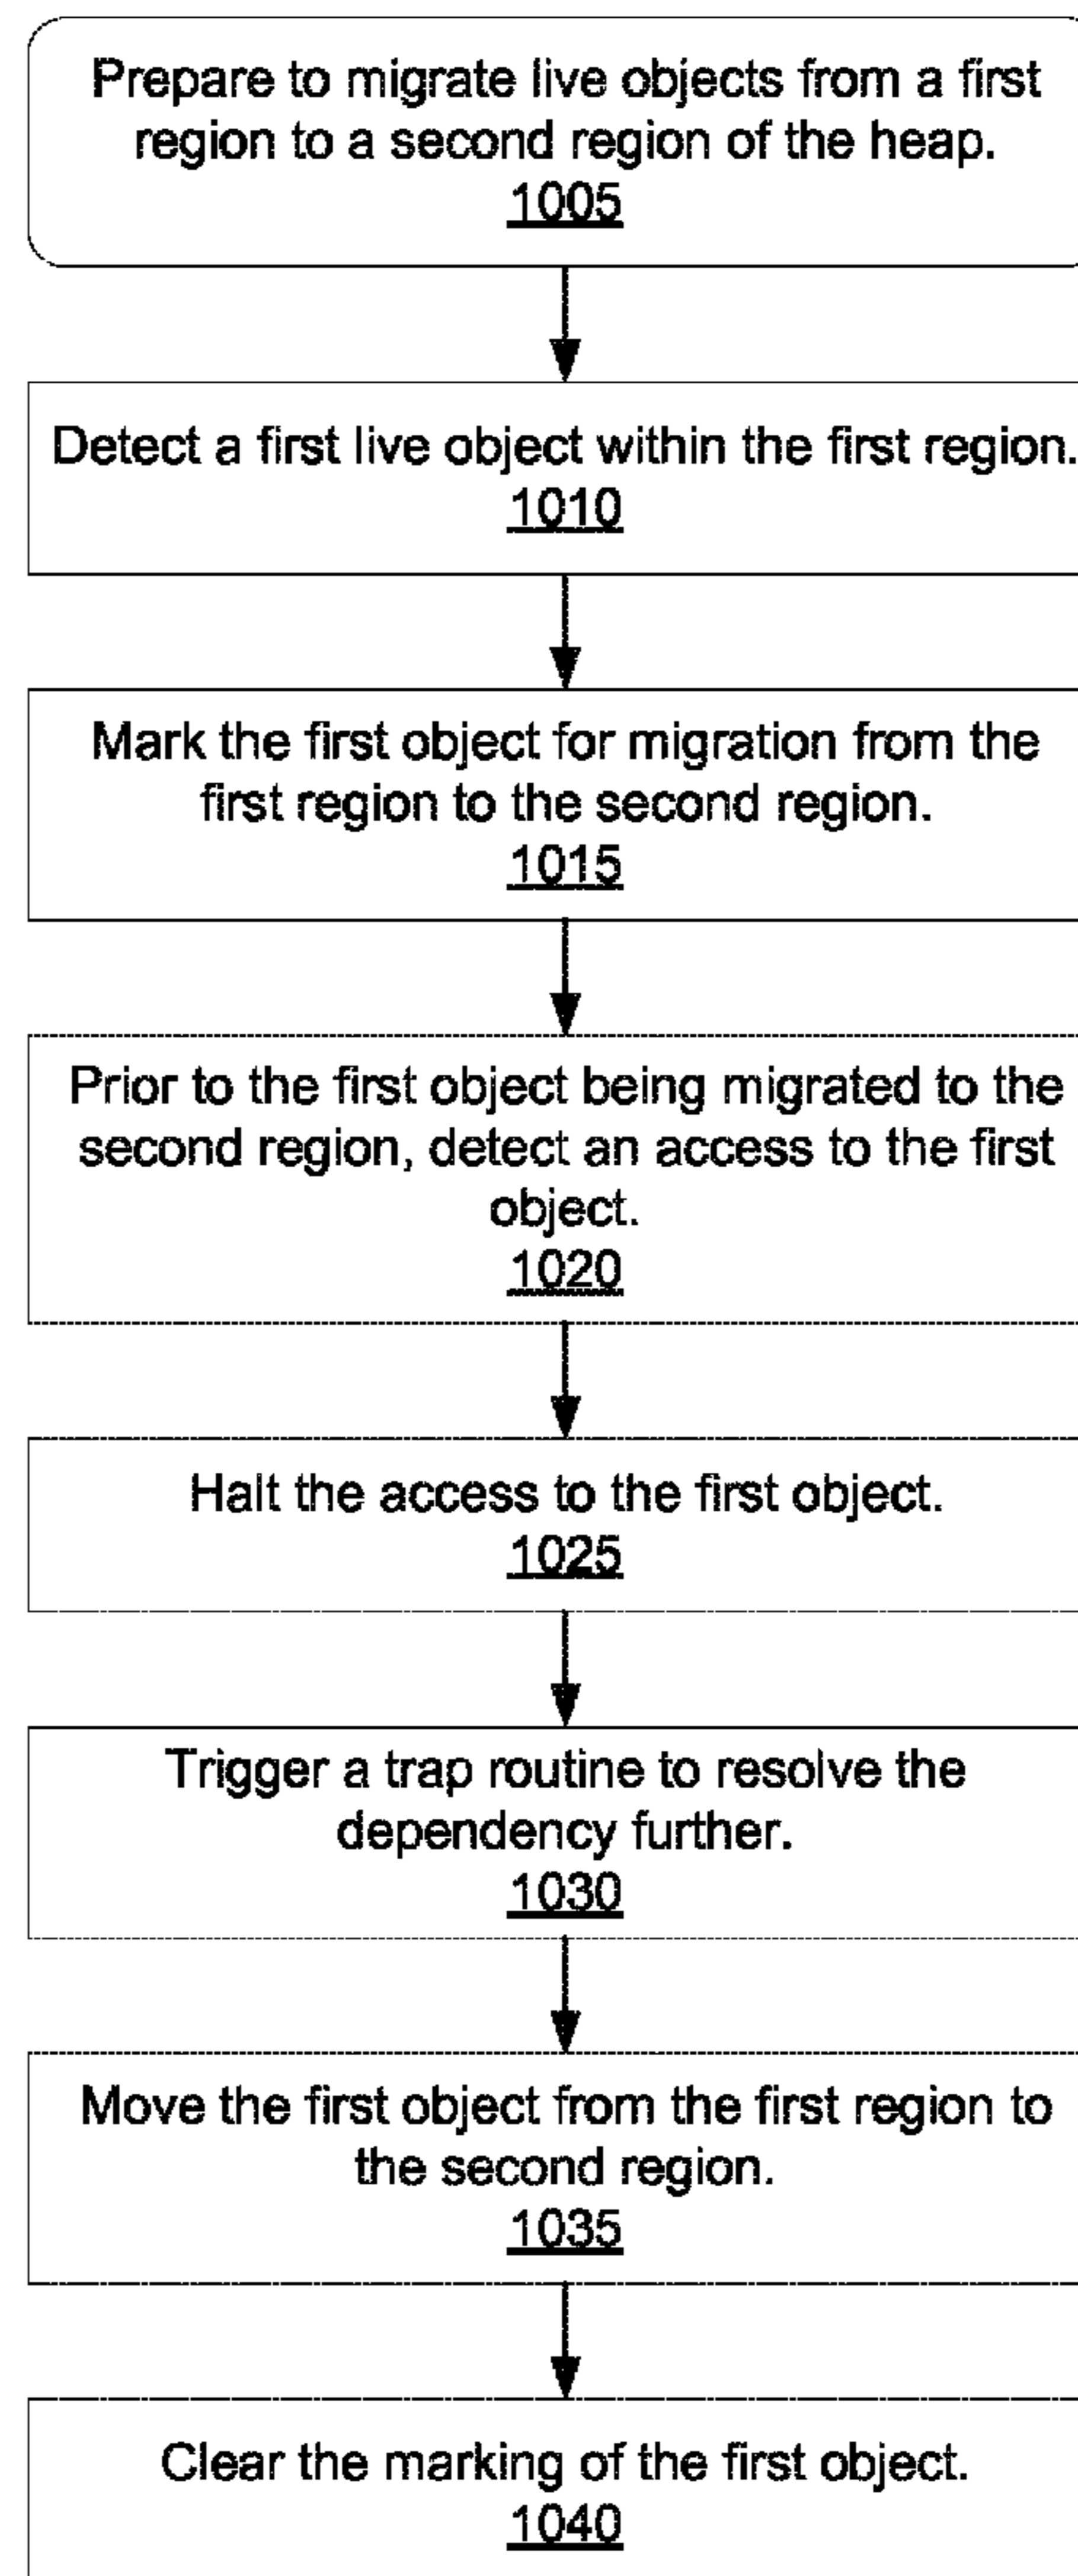 Prepare to migrate live objects from a first
region to a second region of the heap.
1005
Detect a first live object within the first region.
1010
Mark the first object for migration from the
first region to the second region.
1015
Prior to the first object being migrated to the
second region, detect an access to the first
object.
1020
Halt the access to the first object.
1025
Trigger a trap routine to resolve the
dependency further.
1030
Move the first object from the first region to
the second region.
1035
Clear the marking of the first object.
1040